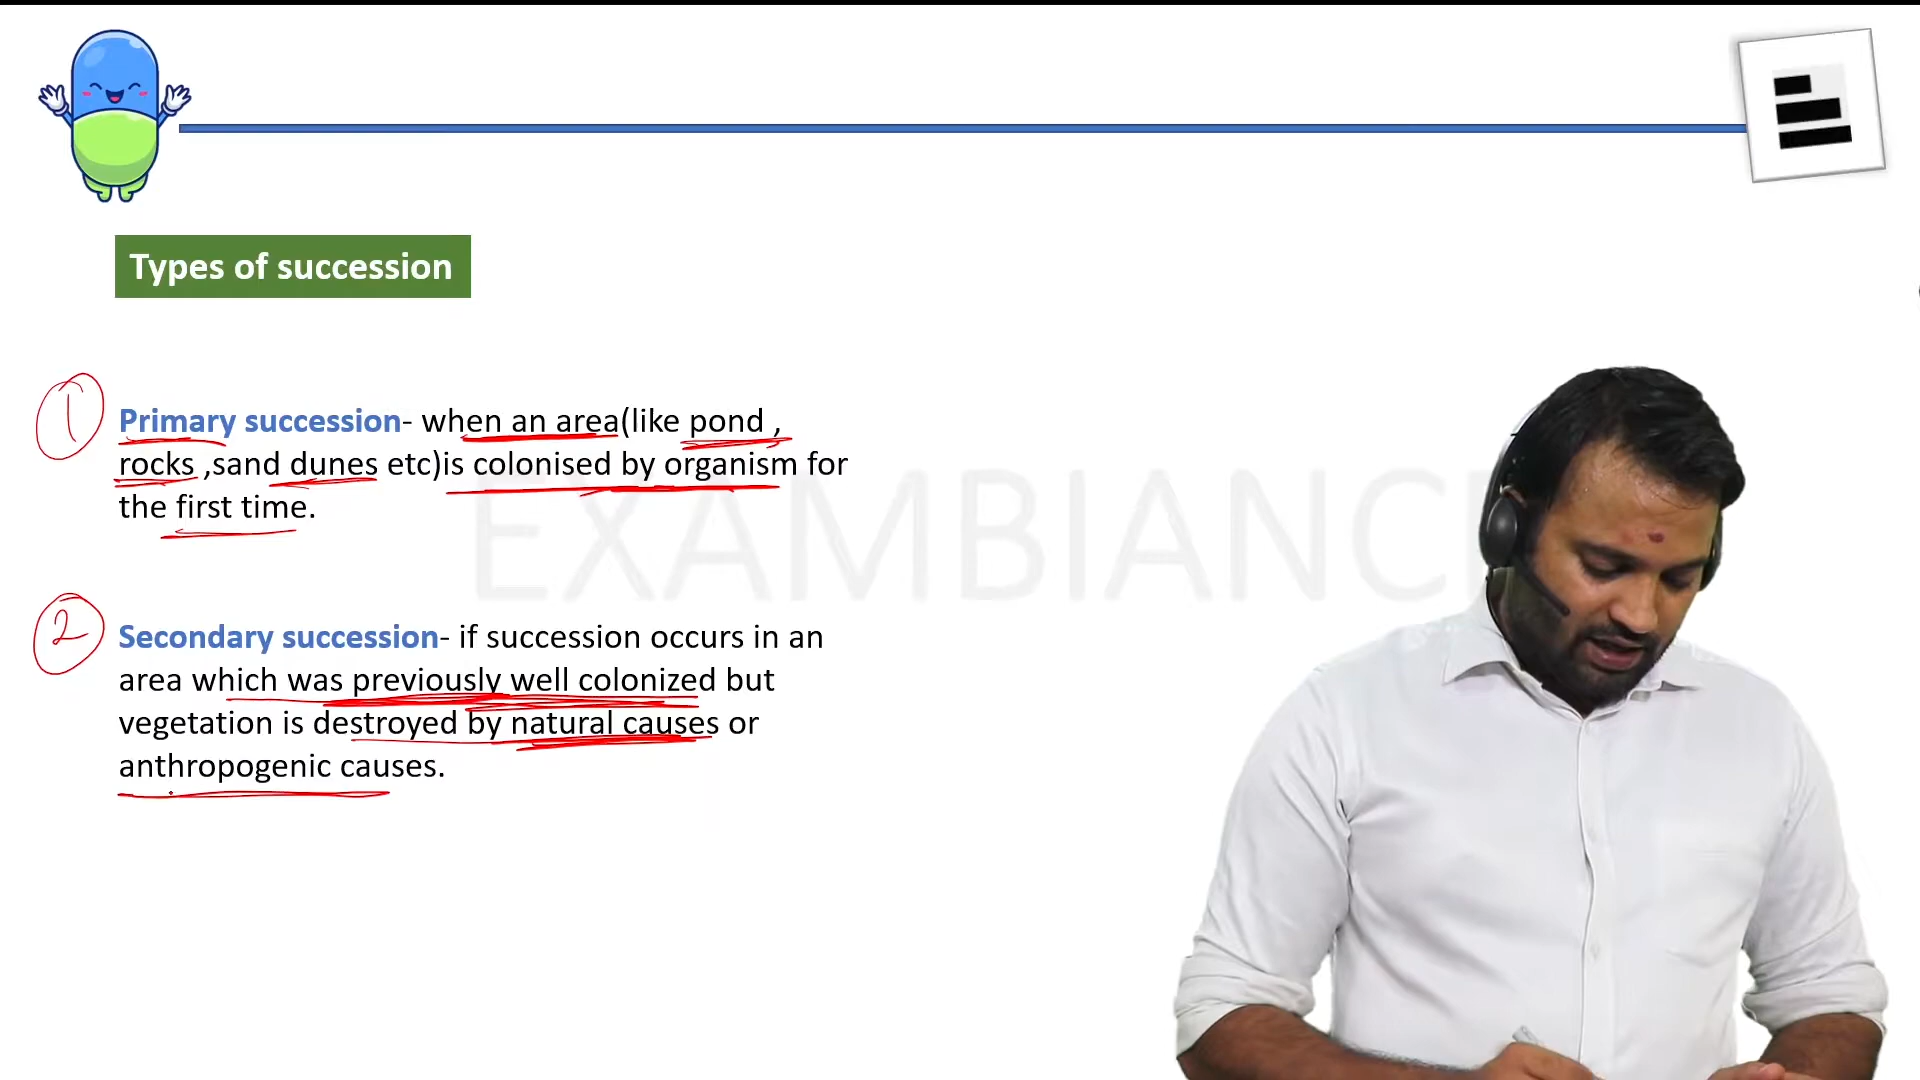 Types of succession
1
Primary succession- when an area(like pond ,
rocks ,sand dunes etc)is colonised by organism for
the first time.
EXAMBIANC
2
Secondary succession- if succession occurs in an
area which was previously well colonized but
vegetation is destroyed by natural causes or
anthropogenic causes.